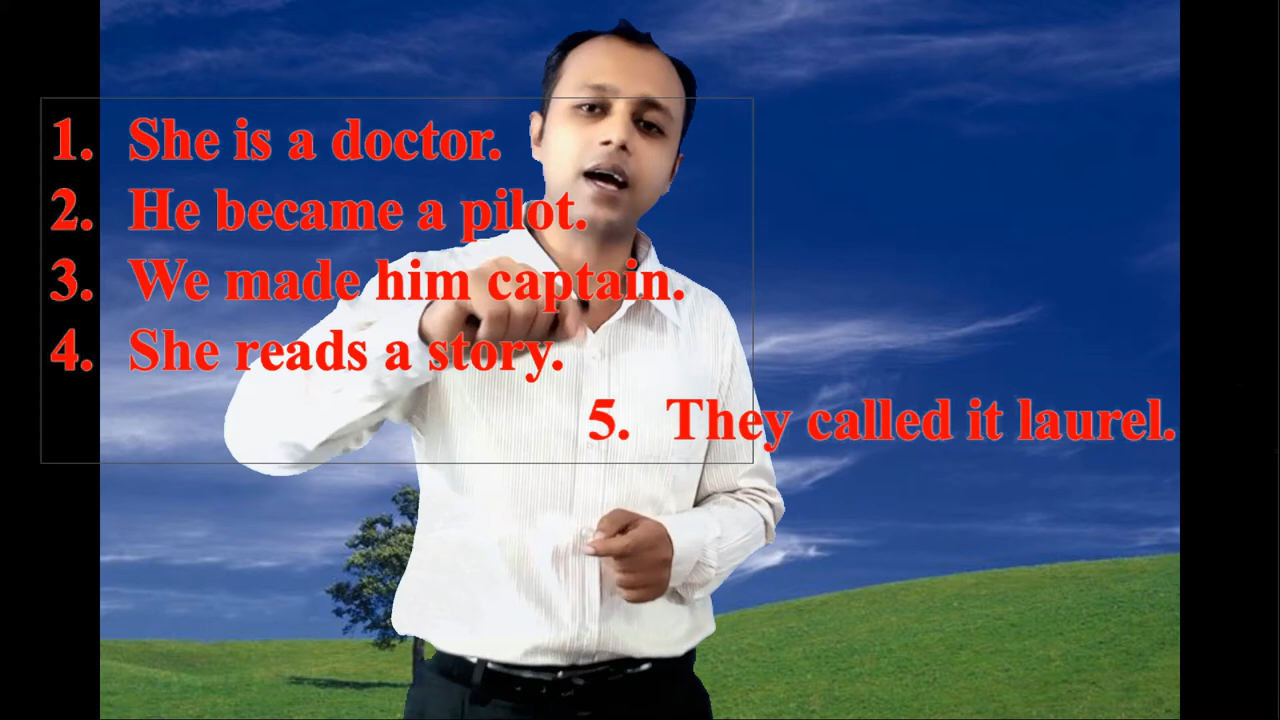 1. She is a doctor.
2. He became a pilot.
3. We made him captain.
4. She reads a story.
5. They called it laurel.